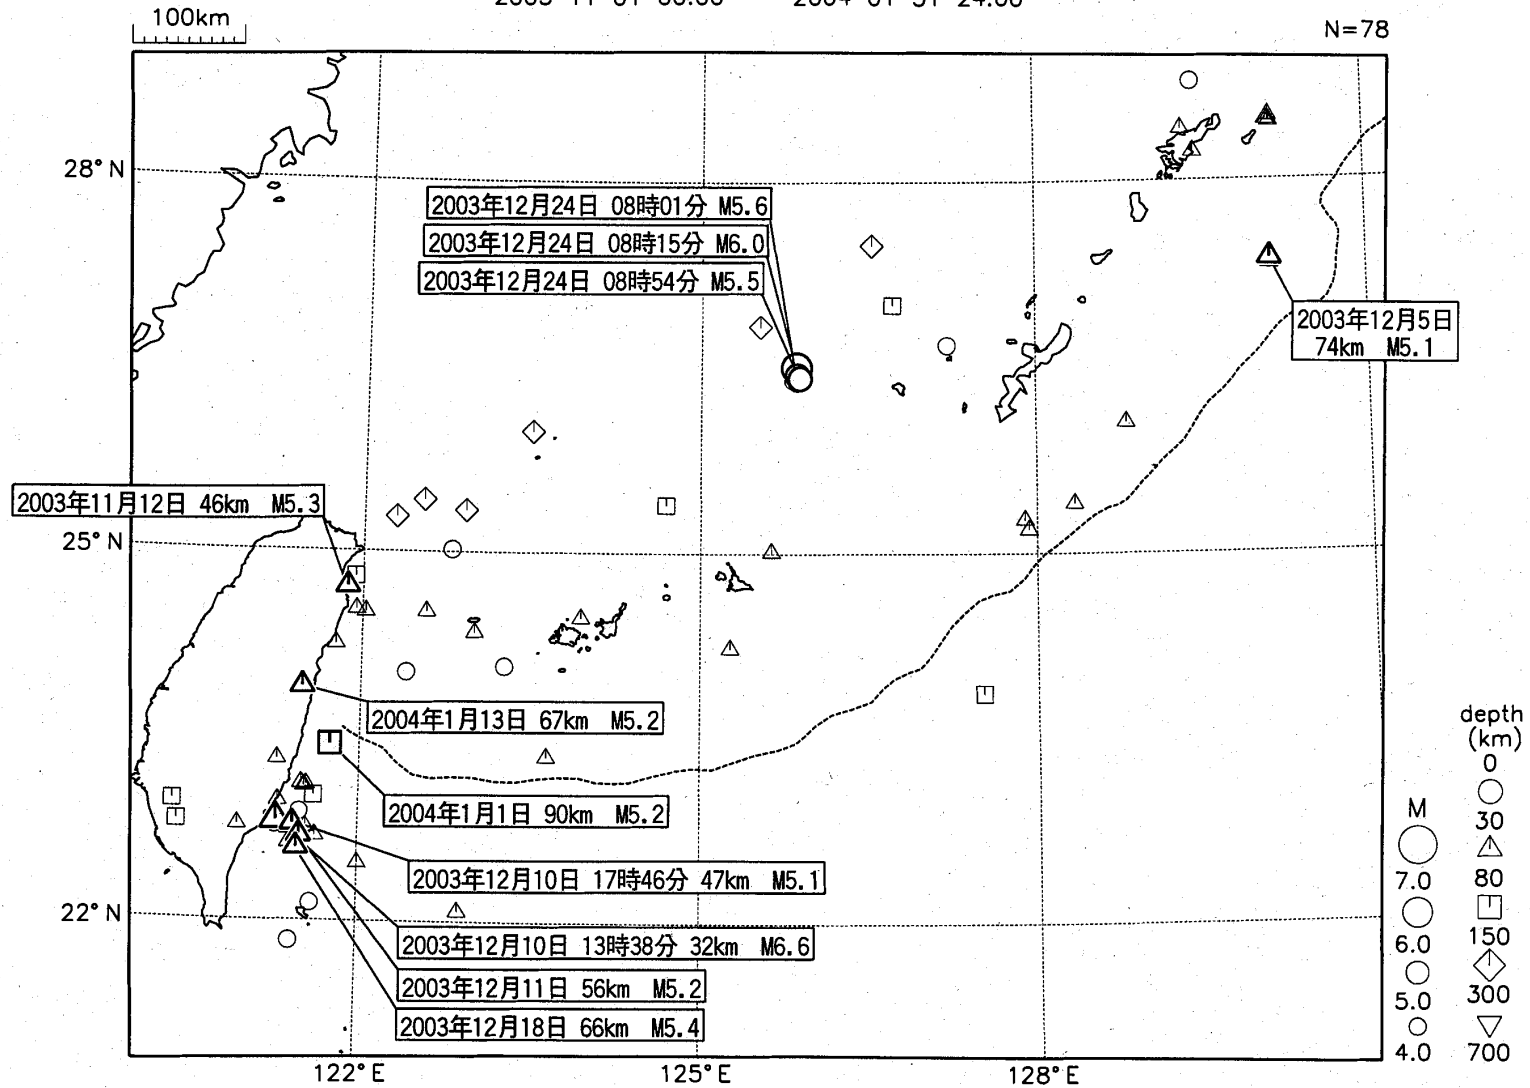 100km
N=78
28°N
2003年12月24日 08時01分 M5.6
2003年12月24日 08時15分 M6.0
2003年12月24日 08時54分 M5.5
2003年12月5日
74km M5.1
2003年11月12日 46km M5.3
25°N
2004年1月13日 67km M5.2
2004年1月1日 90km M5.2
2003年12月10日 17時46分 47km M5.1
22°N
2003年12月10日 13時38分 32km M6.6
2003年12月11日 56km M5.2
2003年12月18日 66km M5.4
122°E
125°E
128°E
M
7.0
6.0
5.0
4.0
depth
(km)
0
30
80
150
300
700